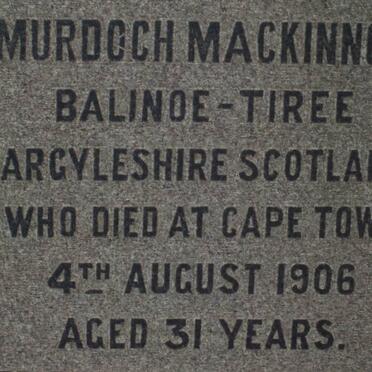 MURDOCH MACKINNO
BALINOE - TIREE
ARGYLESHIRE SCOTLA
WHO DIED AT CAPE TOW
4TH AUGUST 1906
AGED 31 YEARS.